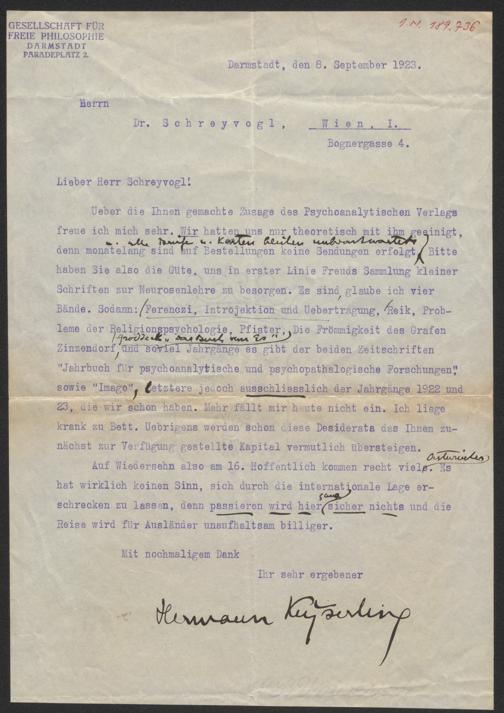 GESELLSCHAFT FÜR
FREIE PHILOSOPHIE
DARMSTADT
PARADEPLATZ 2.
I.N. 189.736
Darmstadt, den 8. September 1923.
Herrn
Dr. Schreyvogl, Wien, I.
Bognergasse 4.
Lieber Herr Schreyvogl!
Ueber die Ihnen gemachte Zusage des Psychoanalytischen Verlags
freue ich mich sehr. Wir hatten uns nur theoretisch mit ihm geeinigt,
u. alle Briefe u. Karten bleiben unbeantwortet
denn monatelang sind auf Bestellungen keine Sendungen erfolgt. Bitte
haben Sie also die Güte, uns in erster Linie Freuds Sammlung kleiner
Schriften zur Neurosenlehre zu besorgen. Es sind, glaube ich vier
Bände. Sodann: Ferenczi, Introjektion und Uebertragung, Reik, Prob-
leme der Religionspsychologie, Pfister, Die Frömmigkeit des Grafen
Groddeck "Das Buch vom Es",
Zinzendorf, und soviel Jahrgänge es gibt der beiden Zeitschriften
"Jahrbuch für psychoanalytische und psychopathologische Forschungen",
sowie "Imago", letztere jedoch ausschliesslich der Jahrgänge 1922 und
23, die wir schon haben. Mehr fällt mir heute nicht ein. Ich liege
krank zu Bett. Uebrigens werden schon diese Desiderata das Ihnen zu-
nächst zur Verfügung gestellte Kapital vermutlich übersteigen.
Österreicher
Auf Wiedersehn also am 16. Hoffentlich kommen recht viele. Es
hat wirklich keinen Sinn, sich durch die internationale Lage er-
ganz
schrecken zu lassen, denn passieren wird hier sicher nichts und die
Reise wird für Ausländer unaufhaltsam billiger.
Mit nochmaligem Dank
Ihr sehr ergebener
Hermann Keyserling